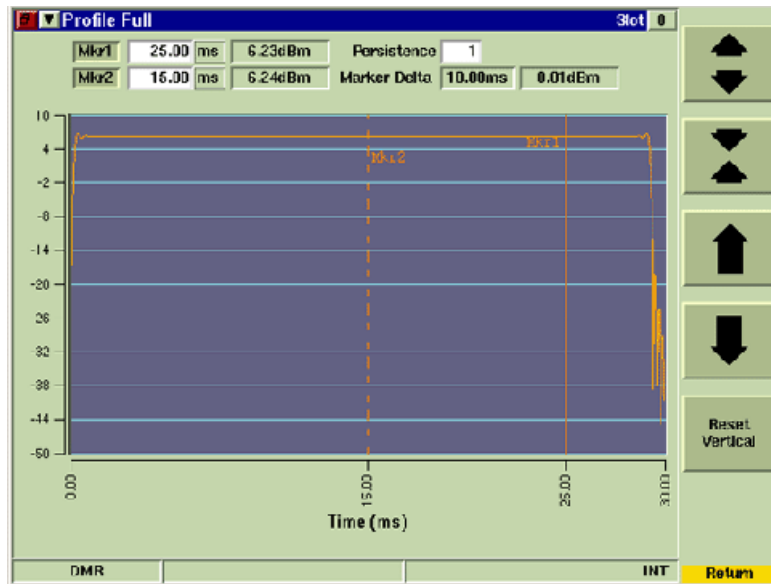 Profile Full
Slot 0
Mkr1 25.00 ms 6.23dBm Persistence 1
Mkr2 15.00 ms 6.24dBm Marker Delta 10.00ms 0.01dBm
10
4
-2
-8
-14
-20
26
32
-38
-44
-50
Mkr1
Mkr2
0.00
15.00
25.00
30.00
Time (ms)
Reset
Vertical
DMR
INT
Return